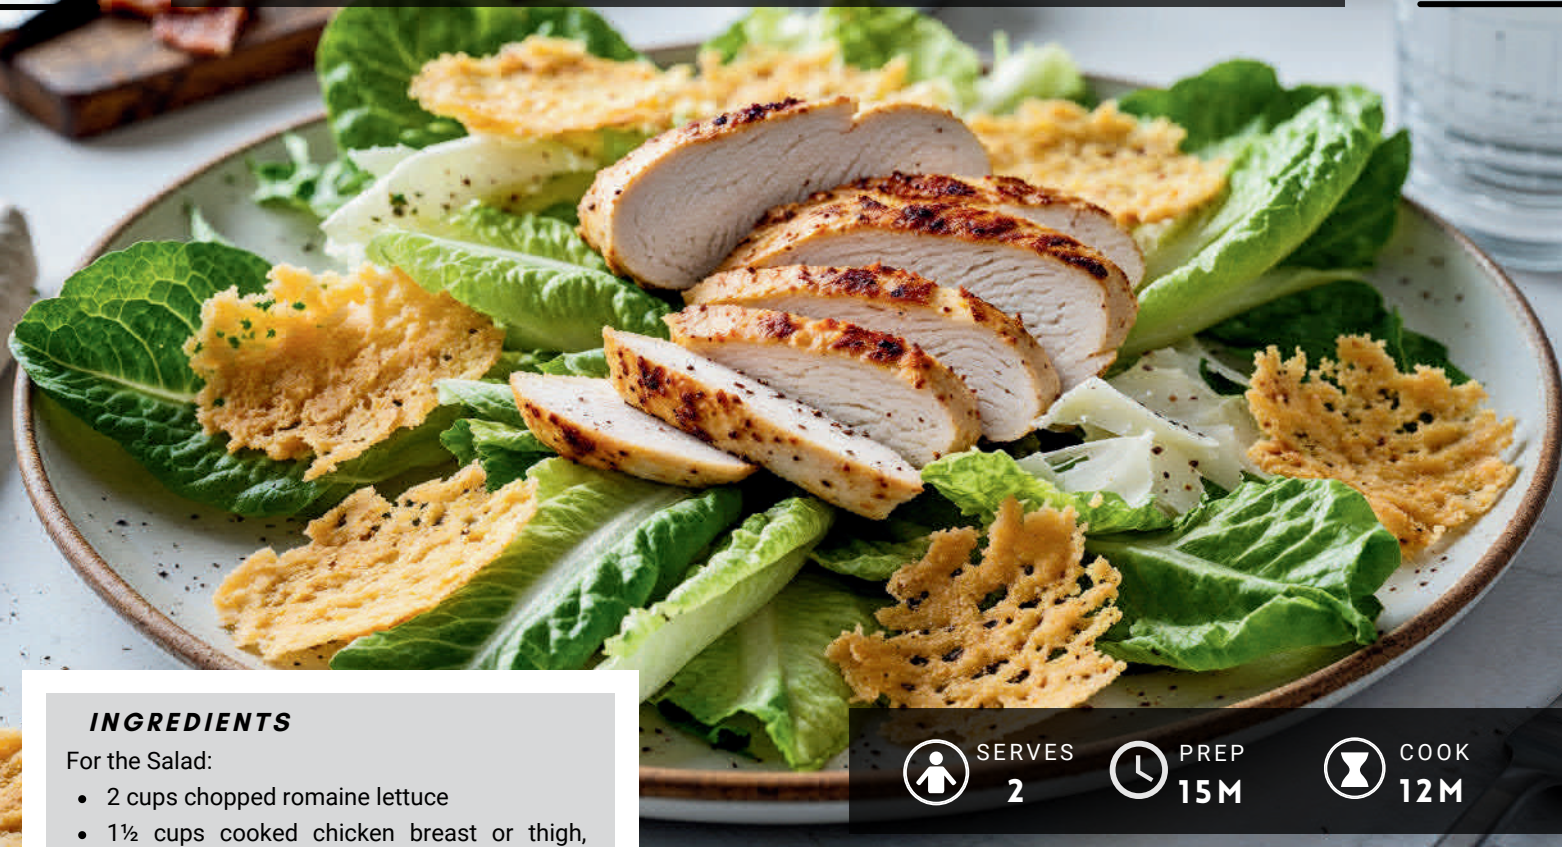 INGREDIENTS
For the Salad:
• 2 cups chopped romaine lettuce
• 1½ cups cooked chicken breast or thigh,
SERVES
2
PREP
15M
COOK
12M